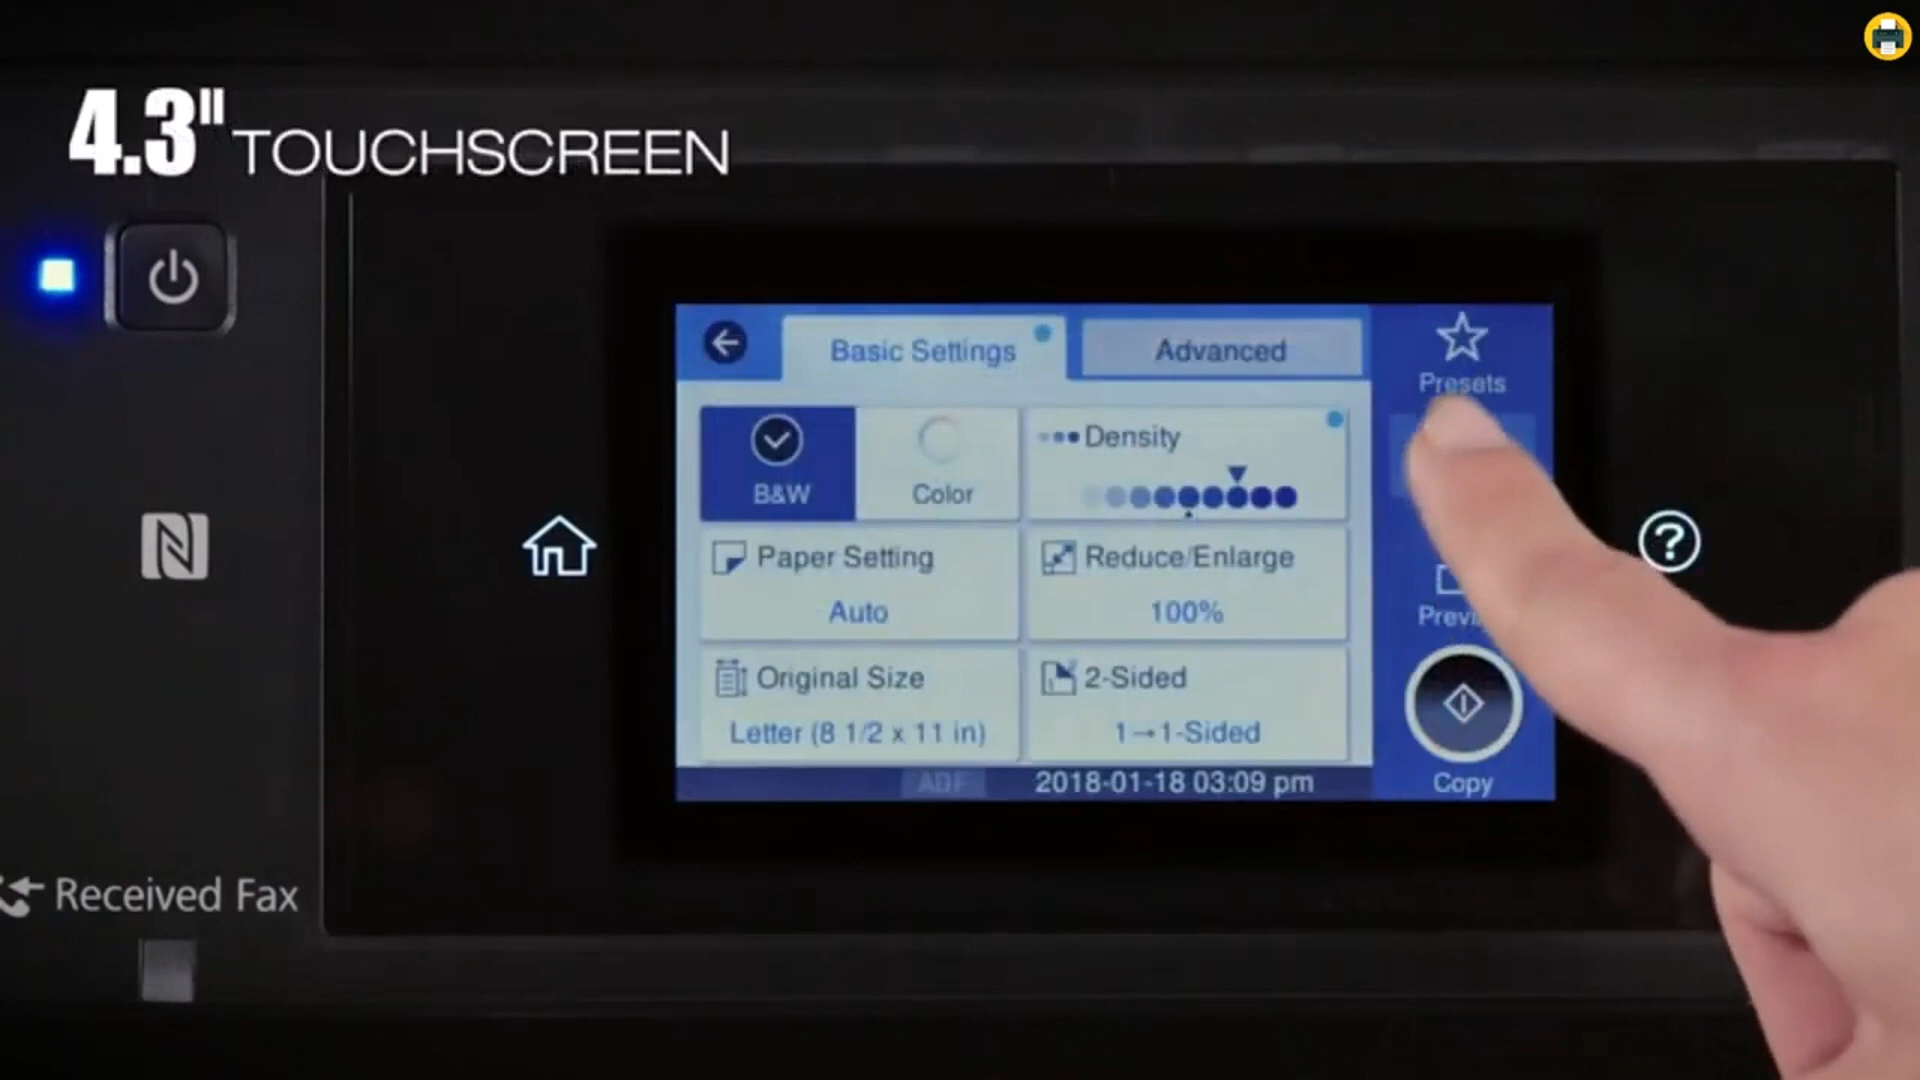 4.3" TOUCHSCREEN
Basic Settings
Advanced
Presets
B&W
Color
Density
Paper Setting
Auto
Reduce/Enlarge
100%
Original Size
Letter (8 1/2 x 11 in)
2-Sided
1→1-Sided
ADF
2018-01-18 03:09 pm
Copy
Received Fax